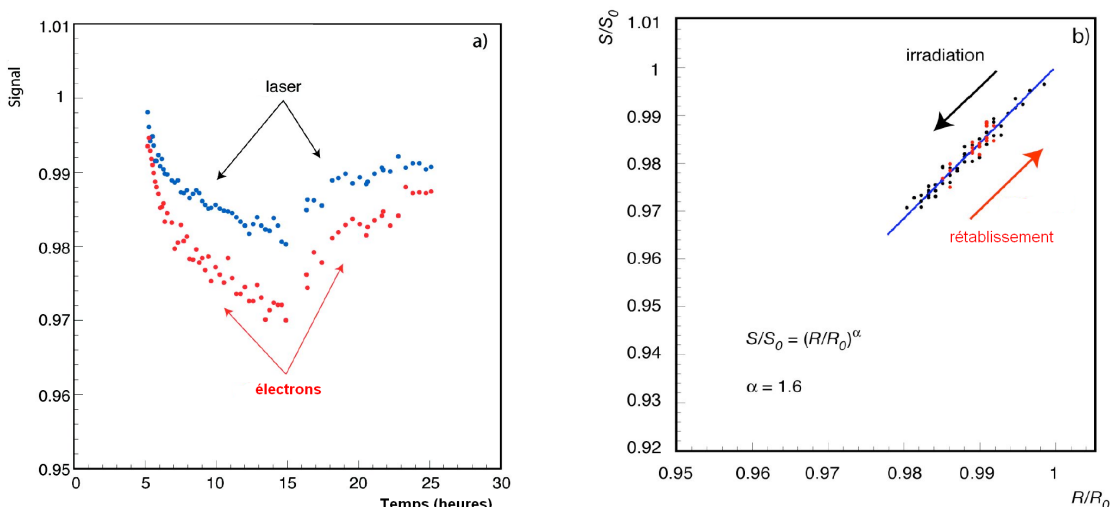 a)
Signal
1.01
1
0.99
0.98
0.97
0.96
0.95
laser
électrons
0 5 10 15 20 25 30
Temps (heures)
b)
S/S₀
1.01
1
0.99
0.98
0.97
0.96
0.95
0.94
0.93
0.92
irradiation
rétablissement
S/S₀ = (R/R₀)^α
α = 1.6
0.95 0.96 0.97 0.98 0.99 1
R/R₀